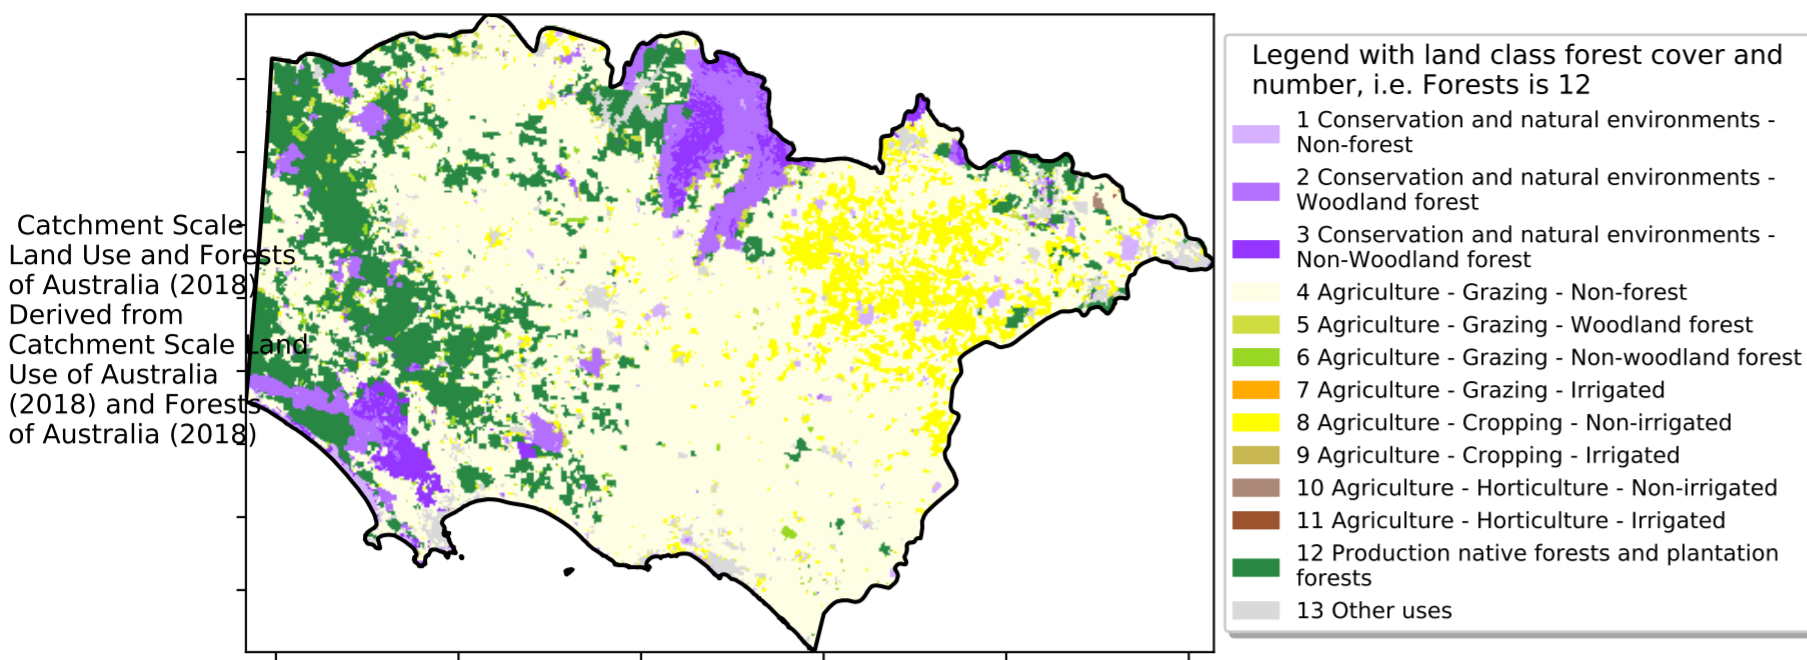 Catchment Scale
Land Use and Forests
of Australia (2018)
Derived from
Catchment Scale Land
Use of Australia
(2018) and Forests
of Australia (2018)
Legend with land class forest cover and
number, i.e. Forests is 12
1 Conservation and natural environments -
Non-forest
2 Conservation and natural environments -
Woodland forest
3 Conservation and natural environments -
Non-Woodland forest
4 Agriculture - Grazing - Non-forest
5 Agriculture - Grazing - Woodland forest
6 Agriculture - Grazing - Non-woodland forest
7 Agriculture - Grazing - Irrigated
8 Agriculture - Cropping - Non-irrigated
9 Agriculture - Cropping - Irrigated
10 Agriculture - Horticulture - Non-irrigated
11 Agriculture - Horticulture - Irrigated
12 Production native forests and plantation
forests
13 Other uses